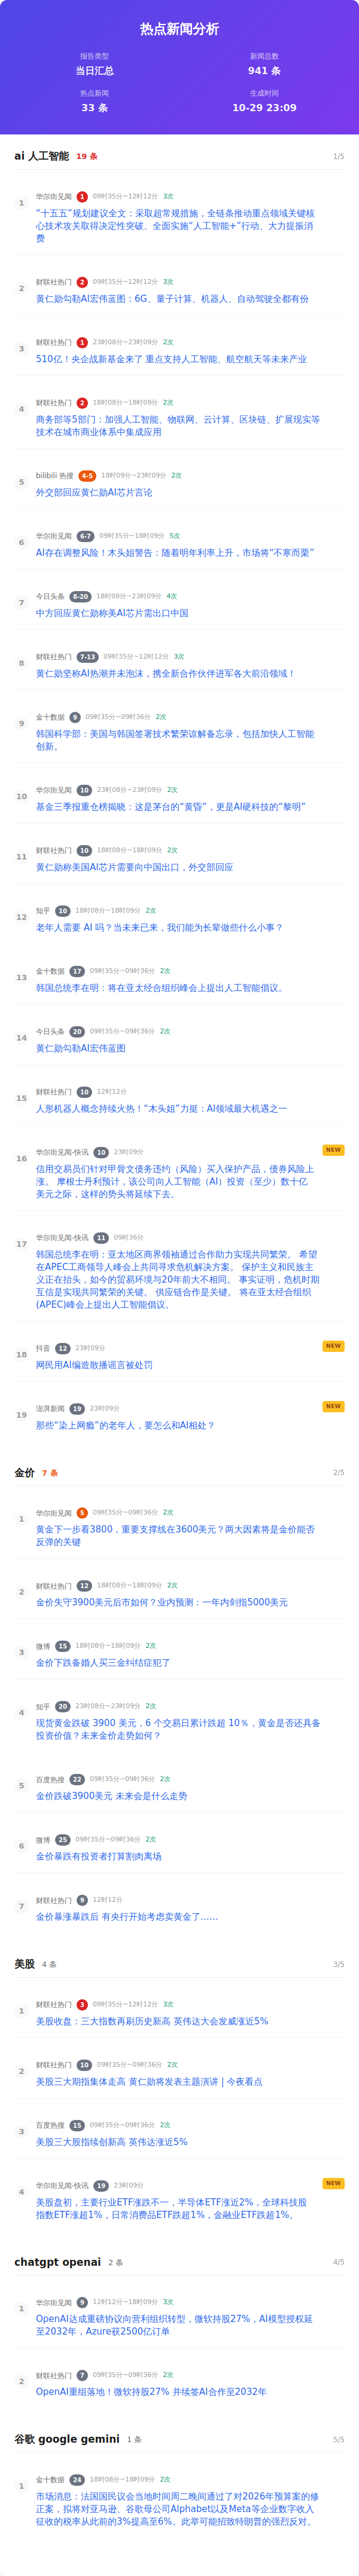 热点新闻分析
报告类型
当日汇总
新闻总数
941 条
热点新闻
33 条
生成时间
10-29 23:09
ai 人工智能 19 条 1/5
1
华尔街见闻 1 09时35分~12时12分 3次
“十五五”规划建议全文：采取超常规措施，全链条推动重点领域关键核
心技术攻关取得决定性突破、全面实施“人工智能+”行动、大力提振消
费
2
财联社热门 2 09时35分~12时12分 3次
黄仁勋勾勒AI宏伟蓝图：6G、量子计算、机器人、自动驾驶全都有份
3
财联社热门 1 23时08分~23时09分 2次
510亿！央企战新基金来了 重点支持人工智能、航空航天等未来产业
4
财联社热门 2 18时08分~18时09分 2次
商务部等5部门：加强人工智能、物联网、云计算、区块链、扩展现实等
技术在城市商业体系中集成应用
5
bilibili 热搜 4-5 18时09分~23时09分 2次
外交部回应黄仁勋AI芯片言论
6
华尔街见闻 6-7 09时35分~18时09分 5次
AI存在调整风险！木头姐警告：随着明年利率上升，市场将“不寒而栗”
7
今日头条 8-20 18时08分~23时09分 4次
中方回应黄仁勋称美AI芯片需出口中国
8
财联社热门 7-13 09时35分~12时12分 3次
黄仁勋坚称AI热潮并未泡沫，携全新合作伙伴进军各大前沿领域！
9
金十数据 9 09时35分~09时36分 2次
韩国科学部：美国与韩国签署技术繁荣谅解备忘录，包括加快人工智能
创新。
10
华尔街见闻 10 23时08分~23时09分 2次
基金三季报重仓榜揭晓：这是茅台的“黄昏”，更是AI硬科技的“黎明”
11
财联社热门 10 18时08分~18时09分 2次
黄仁勋称美国AI芯片需要向中国出口，外交部回应
12
知乎 10 18时08分~18时09分 2次
老年人需要 AI 吗？当未来已来，我们能为长辈做些什么小事？
13
金十数据 17 09时35分~09时36分 2次
韩国总统李在明：将在亚太经合组织峰会上提出人工智能倡议。
14
今日头条 20 09时35分~09时36分 2次
黄仁勋勾勒AI宏伟蓝图
15
财联社热门 10 12时12分
人形机器人概念持续火热！“木头姐”力挺：AI领域最大机遇之一
16
华尔街见闻-快讯 10 23时09分 NEW
信用交易员们针对甲骨文债务违约（风险）买入保护产品，债券风险上
涨。 摩根士丹利预计，该公司向人工智能（AI）投资（至少）数十亿
美元之际，这样的势头将延续下去。
17
华尔街见闻-快讯 11 09时36分
韩国总统李在明：亚太地区商界领袖通过合作助力实现共同繁荣。 希望
在APEC工商领导人峰会上共同寻求危机解决方案。 保护主义和民族主
义正在抬头，如今的贸易环境与20年前大不相同。 事实证明，危机时期
互信是实现共同繁荣的关键。 供应链合作是关键。 将在亚太经合组织
(APEC)峰会上提出人工智能倡议。
18
抖音 12 23时09分 NEW
网民用AI编造散播谣言被处罚
19
澎湃新闻 19 23时09分 NEW
那些“染上网瘾”的老年人，要怎么和AI相处？
金价 7 条 2/5
1
华尔街见闻 5 09时35分~09时36分 2次
黄金下一步看3800，重要支撑线在3600美元？两大因素将是金价能否
反弹的关键
2
财联社热门 12 18时08分~18时09分 2次
金价失守3900美元后市如何？业内预测：一年内剑指5000美元
3
微博 15 18时08分~18时09分 2次
金价下跌备婚人买三金纠结症犯了
4
知乎 20 23时08分~23时09分 2次
现货黄金跌破 3900 美元，6 个交易日累计跌超 10％，黄金是否还具备
投资价值？未来金价走势如何？
5
百度热搜 22 09时35分~09时36分 2次
金价跌破3900美元 未来会是什么走势
6
微博 25 09时35分~09时36分 2次
金价暴跌有投资者打算割肉离场
7
财联社热门 9 12时12分
金价暴涨暴跌后 有央行开始考虑卖黄金了……
美股 4 条 3/5
1
财联社热门 3 09时35分~12时12分 3次
美股收盘：三大指数再刷历史新高 英伟达大会发威涨近5%
2
财联社热门 10 09时35分~09时36分 2次
美股三大期指集体走高 黄仁勋将发表主题演讲 | 今夜看点
3
百度热搜 15 09时35分~09时36分 2次
美股三大股指续创新高 英伟达涨近5%
4
华尔街见闻-快讯 19 23时09分 NEW
美股盘初，主要行业ETF涨跌不一，半导体ETF涨近2%，全球科技股
指数ETF涨超1%，日常消费品ETF跌超1%，金融业ETF跌超1%。
chatgpt openai 2 条 4/5
1
华尔街见闻 9 12时12分~18时09分 3次
OpenAI达成重磅协议向营利组织转型，微软持股27%，AI模型授权延
至2032年，Azure获2500亿订单
2
财联社热门 7 09时35分~09时36分 2次
OpenAI重组落地！微软持股27% 并续签AI合作至2032年
谷歌 google gemini 1 条 5/5
1
金十数据 24 18时08分~18时09分 2次
市场消息：法国国民议会当地时间周二晚间通过了对2026年预算案的修
正案，拟将对亚马逊、谷歌母公司Alphabet以及Meta等企业数字收入
征收的税率从此前的3%提高至6%。此举可能招致特朗普的强烈反对。